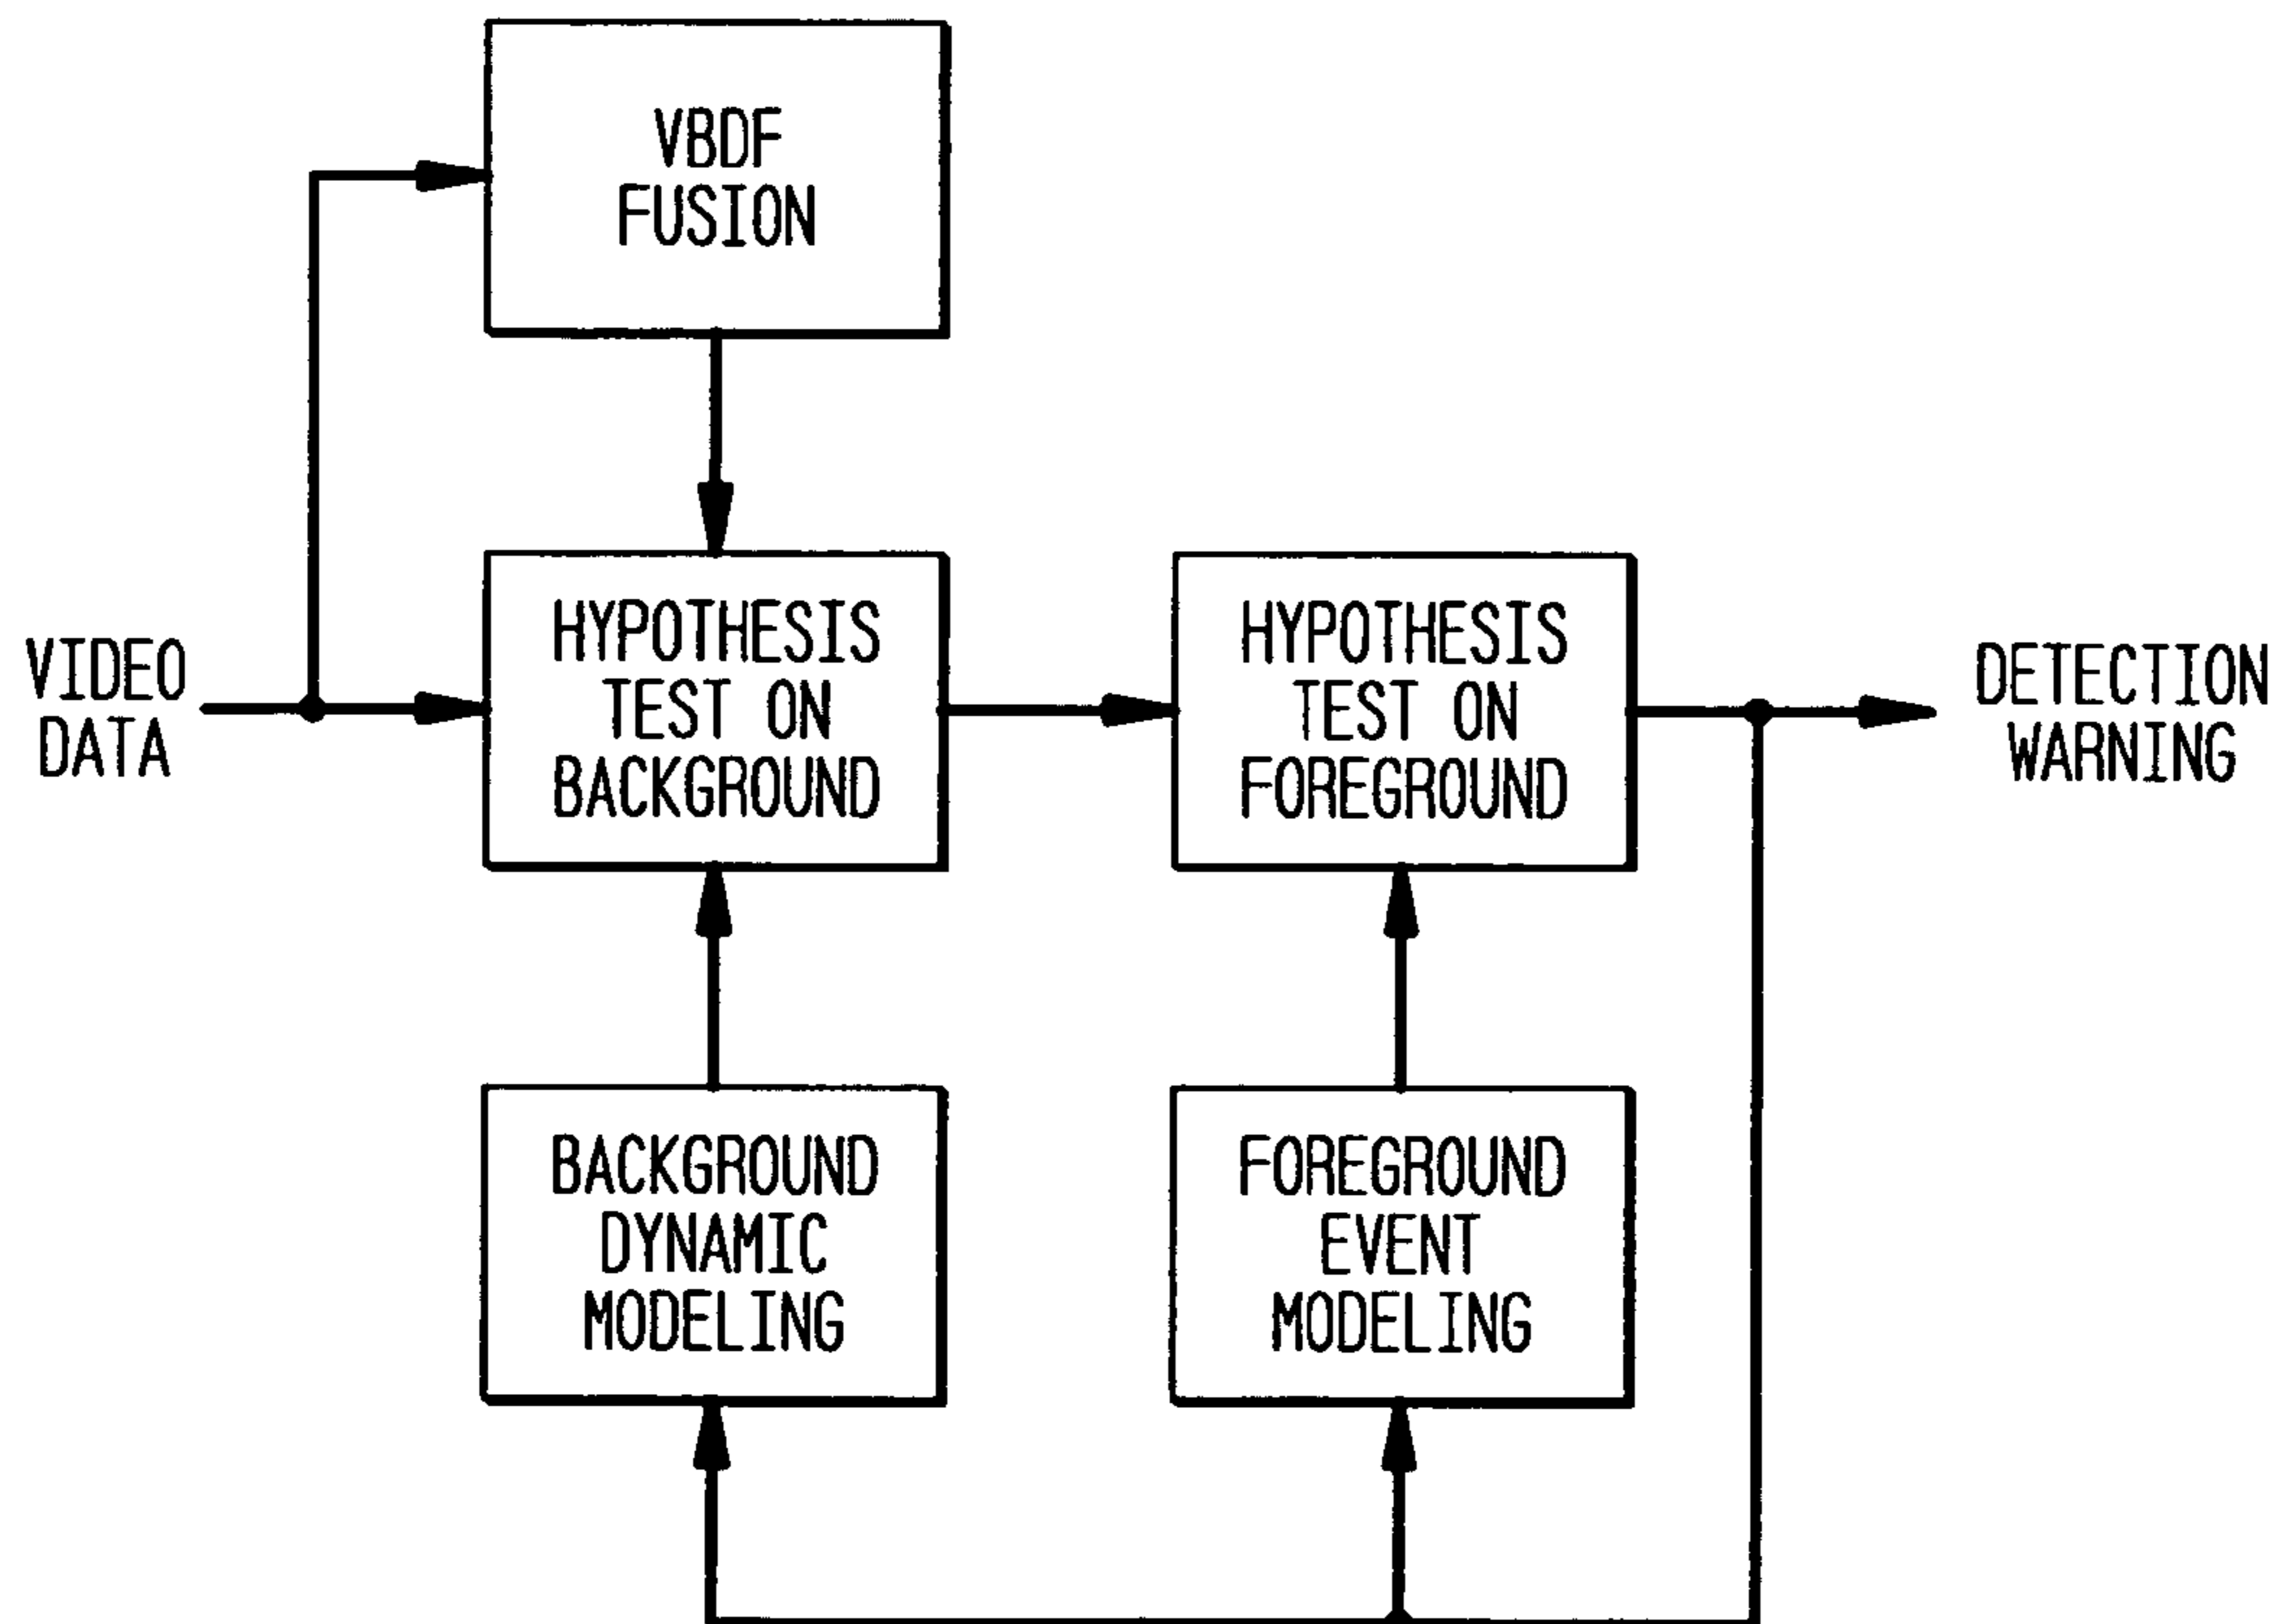 VBDF
FUSION
VIDEO
DATA
HYPOTHESIS
TEST ON
BACKGROUND
HYPOTHESIS
TEST ON
FOREGROUND
DETECTION
WARNING
BACKGROUND
DYNAMIC
MODELING
FOREGROUND
EVENT
MODELING